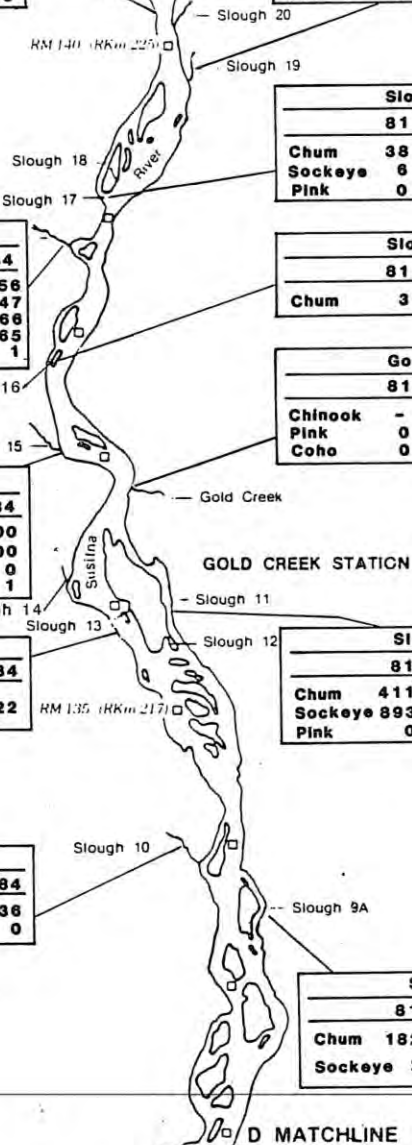 Slough 20
RM 140 (RKm 225)
Slough 19
Slough 18
River
Slough 17
Slo
81
Chum 38
Sockeye 6
Pink 0
4
56
47
66
65
1
Slo
81
Chum 3
16
Go
81
Chinook -
Pink 0
Coho 0
15
Gold Creek
84
00
00
0
1
Susitna
GOLD CREEK STATION
Slough 11
gh 14
Slough 13
Slough 12
84
22
Sl
81
Chum 411
Sockeye 893
Pink 0
RM 135 (RKm 217)
Slough 10
84
36
0
Slough 9A
S
81
Chum 182
Sockeye
D MATCHLINE